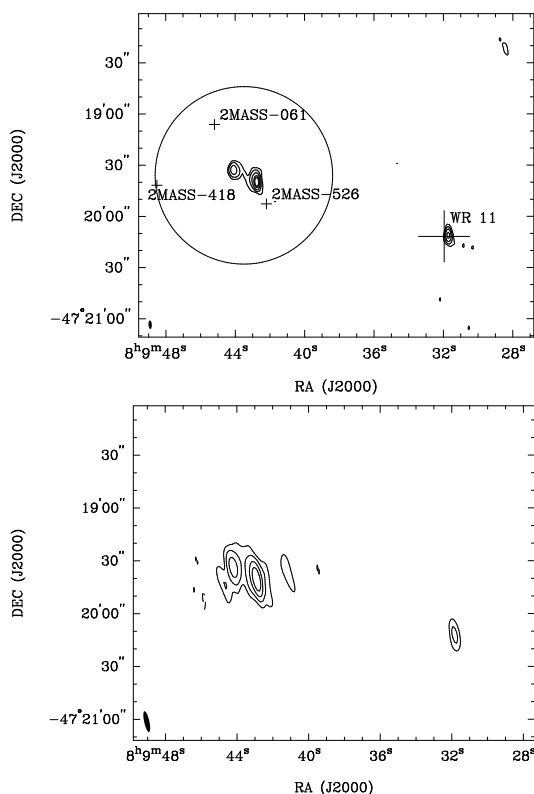 30"
19'00"
2MASS-061
30"
2MASS-418
2MASS-526
20'00"
WR 11
30"
-47°21'00"
8h9m48s 44s 40s 36s 32s 28s
RA (J2000)
DEC (J2000)
30"
19'00"
30"
20'00"
30"
-47°21'00"
8h9m48s 44s 40s 36s 32s 28s
RA (J2000)
DEC (J2000)